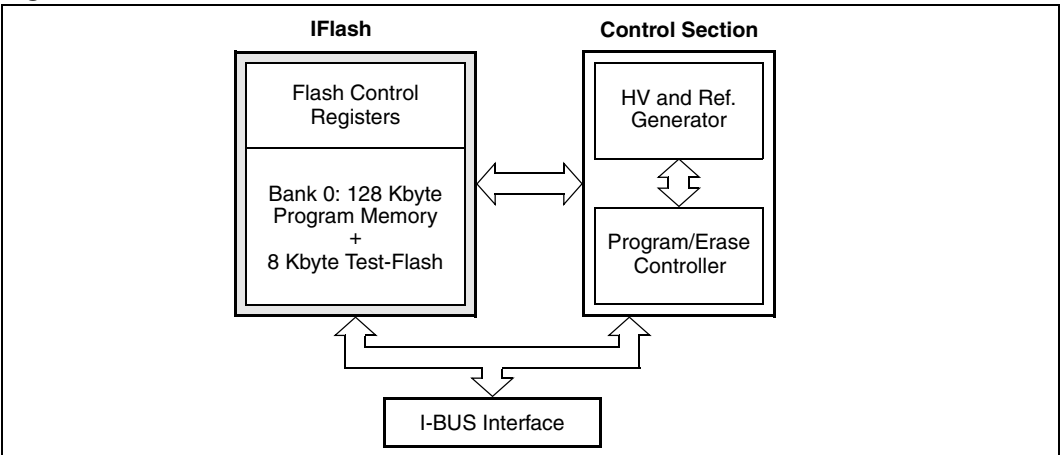 IFlash
Flash Control
Registers
Bank 0: 128 Kbyte
Program Memory
+
8 Kbyte Test-Flash
Control Section
HV and Ref.
Generator
Program/Erase
Controller
I-BUS Interface